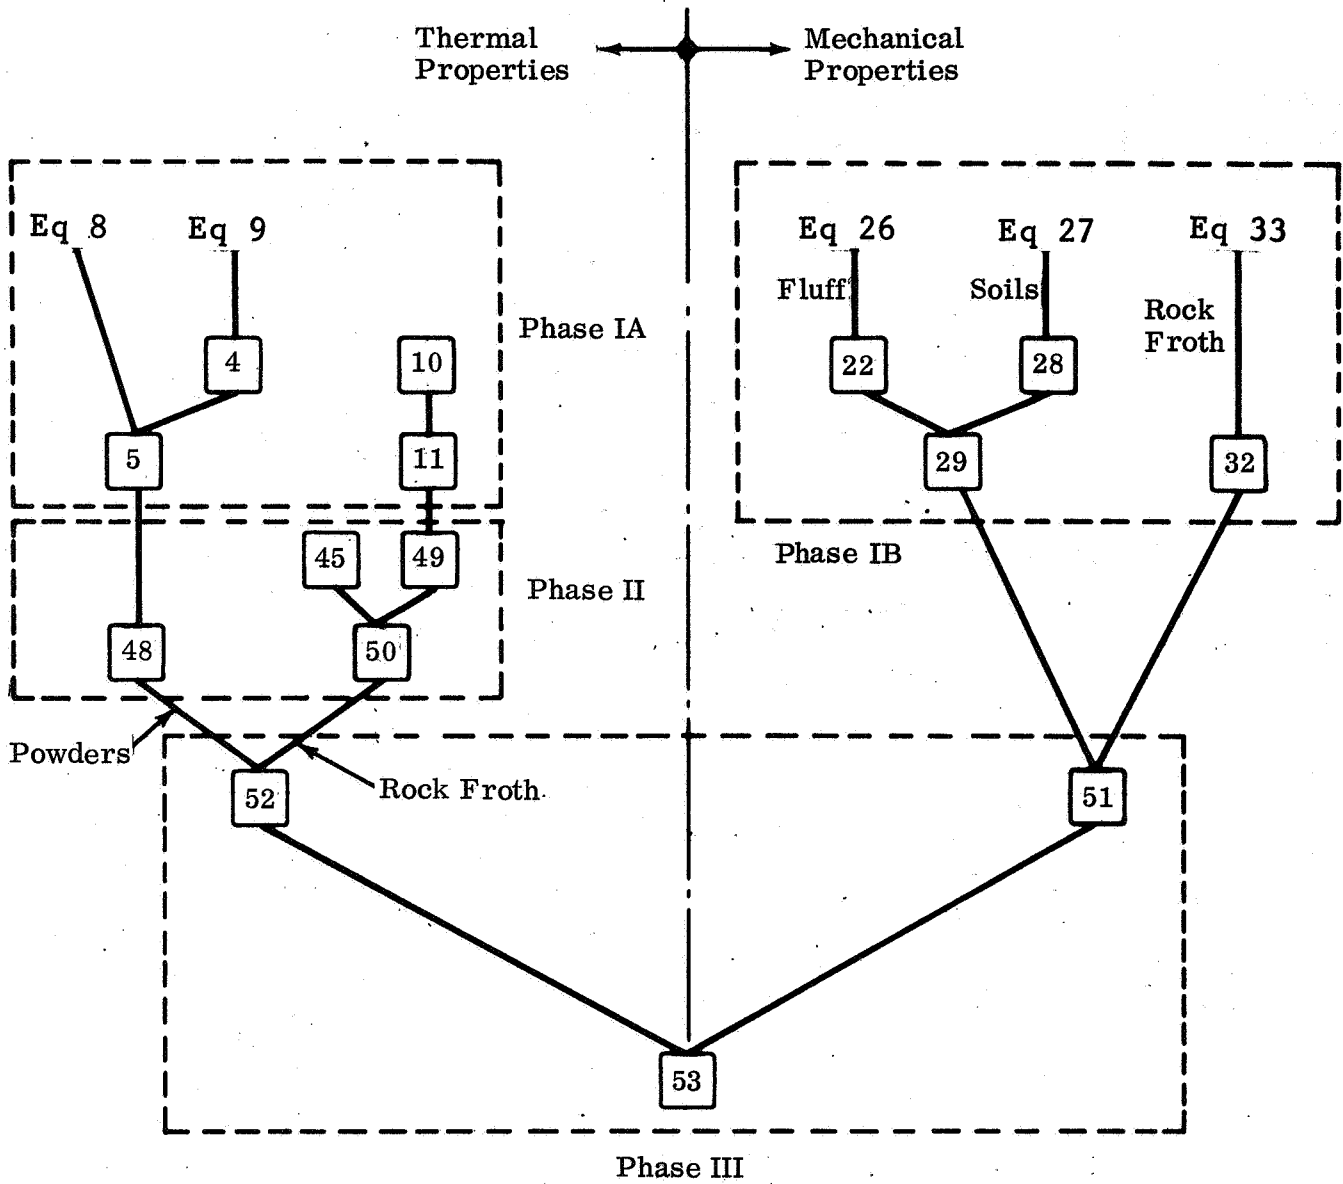 Thermal
Properties
Mechanical
Properties
Eq 8
Eq 9
Eq 26
Eq 27
Eq 33
Fluff
Soils
Rock
Froth
Phase IA
4
10
22
28
5
11
29
32
Phase IB
45
49
Phase II
48
50
Powders
Rock Froth
52
51
53
Phase III